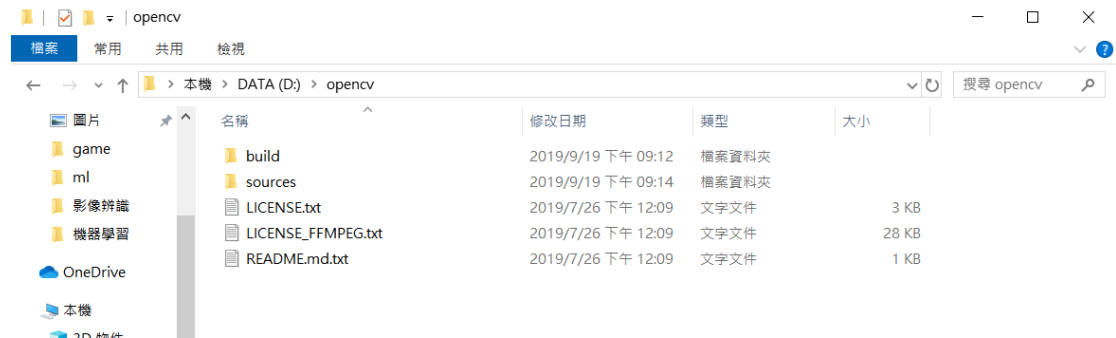 opencv
檔案 常用 共用 檢視
本機 DATA (D:) opencv 搜尋 opencv
圖片
game
ml
影像辨識
機器學習
OneDrive
本機
3D 物件
名稱 修改日期 類型 大小
build 2019/9/19 下午 09:12 檔案資料夾
sources 2019/9/19 下午 09:14 檔案資料夾
LICENSE.txt 2019/7/26 下午 12:09 文字文件 3 KB
LICENSE_FFMPEG.txt 2019/7/26 下午 12:09 文字文件 28 KB
README.md.txt 2019/7/26 下午 12:09 文字文件 1 KB